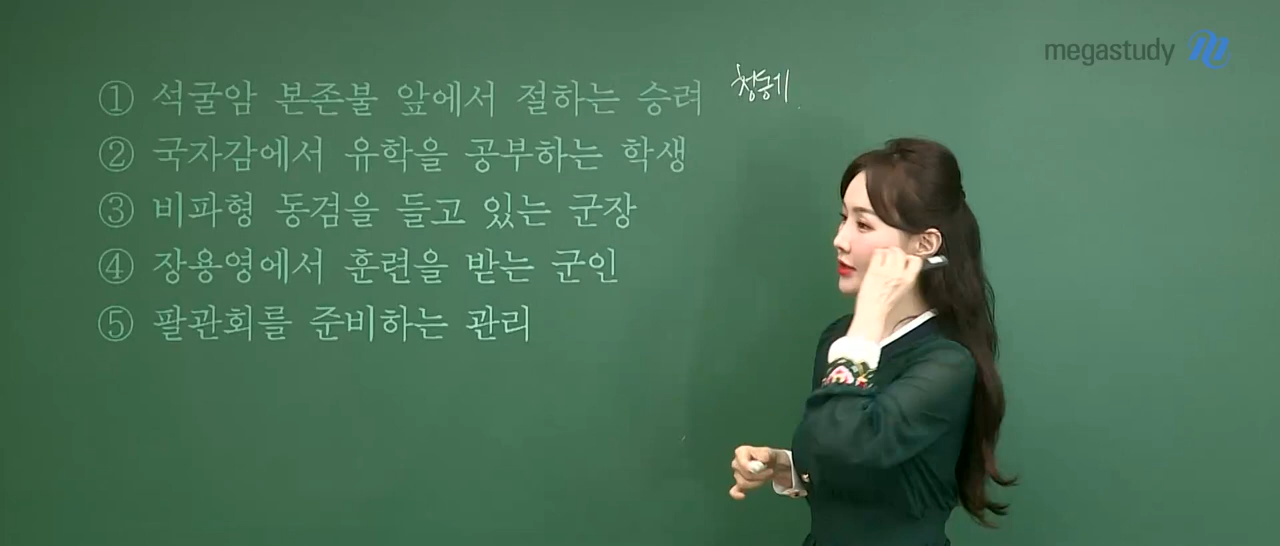 megastudy
① 석굴암 본존불 앞에서 절하는 승려
청동기
② 국자감에서 유학을 공부하는 학생
③ 비파형 동검을 들고 있는 군장
④ 장용영에서 훈련을 받는 군인
⑤ 팔관회를 준비하는 관리